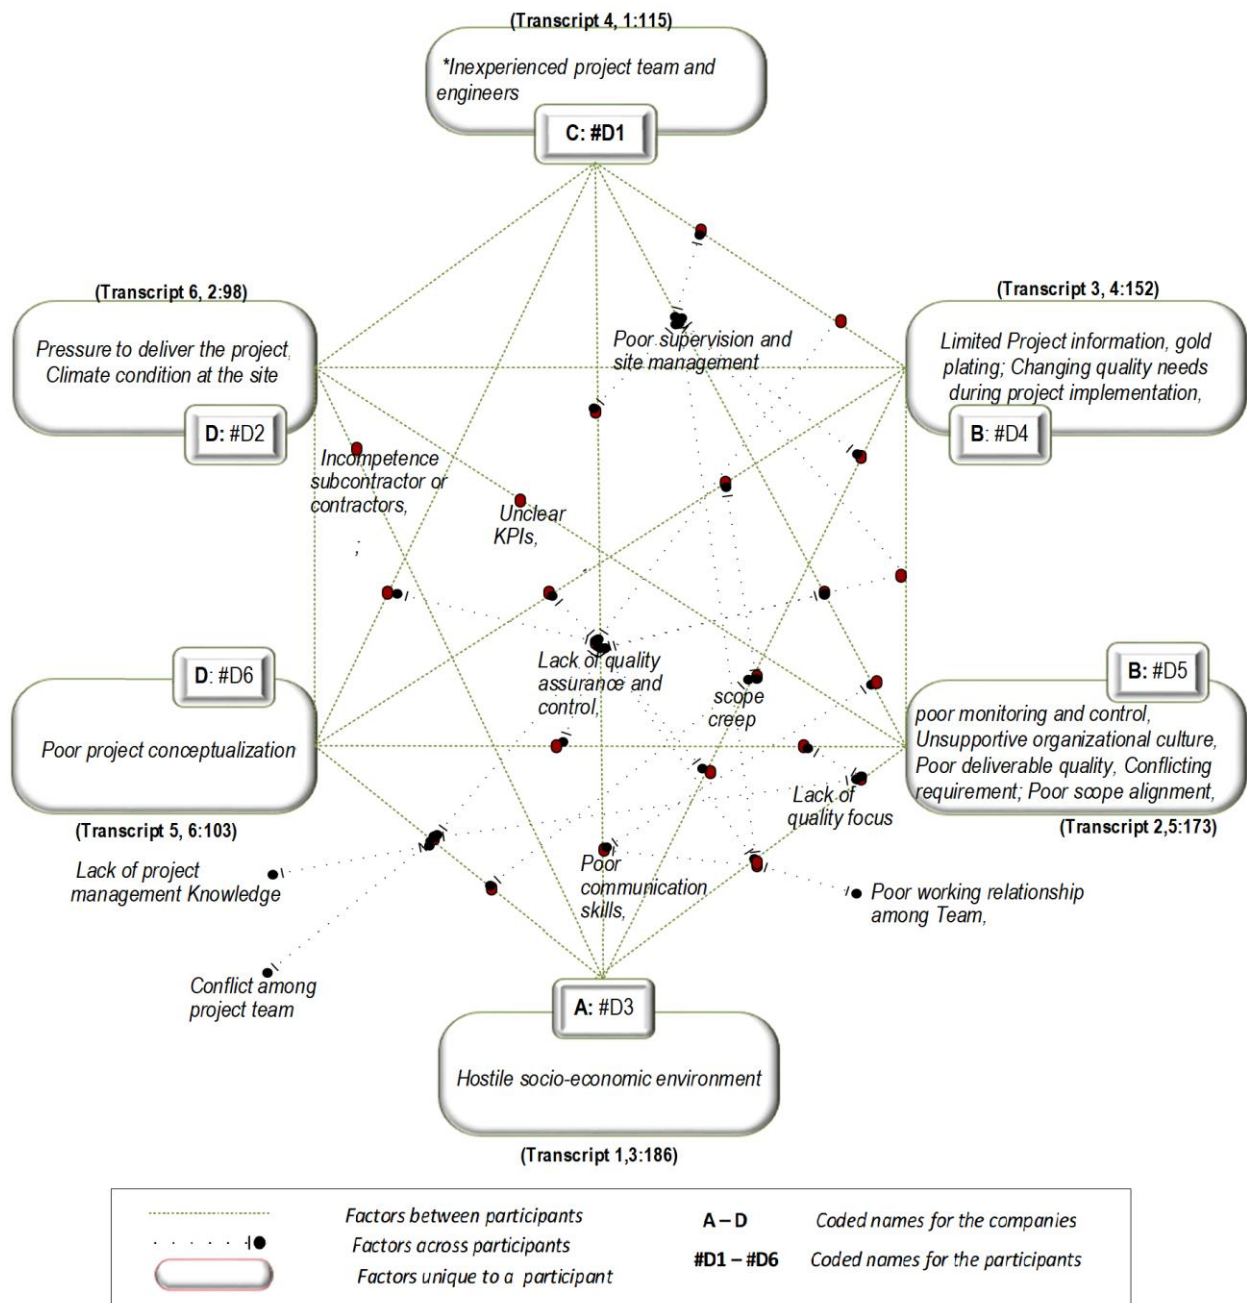 (Transcript 4, 1:115)
*Inexperienced project team and
engineers
C: #D1
(Transcript 6, 2:98)
Pressure to deliver the project,
Climate condition at the site
D: #D2
(Transcript 3, 4:152)
Limited Project information, gold
plating; Changing quality needs
during project implementation,
B: #D4
Poor supervision and
site management
Incompetence
subcontractor or
contractors,
;
Unclear
KPIs,
Lack of quality
assurance and
control,
scope
creep
D: #D6
Poor project conceptualization
(Transcript 5, 6:103)
B: #D5
poor monitoring and control,
Unsupportive organizational culture,
Poor deliverable quality, Conflicting
requirement; Poor scope alignment,
(Transcript 2,5:173)
Lack of
quality focus
Lack of project
management Knowledge
Poor
communication
skills,
Poor working relationship
among Team,
Conflict among
project team
A: #D3
Hostile socio-economic environment
(Transcript 1,3:186)
Factors between participants
Factors across participants
Factors unique to a participant
A – D Coded names for the companies
#D1 – #D6 Coded names for the participants